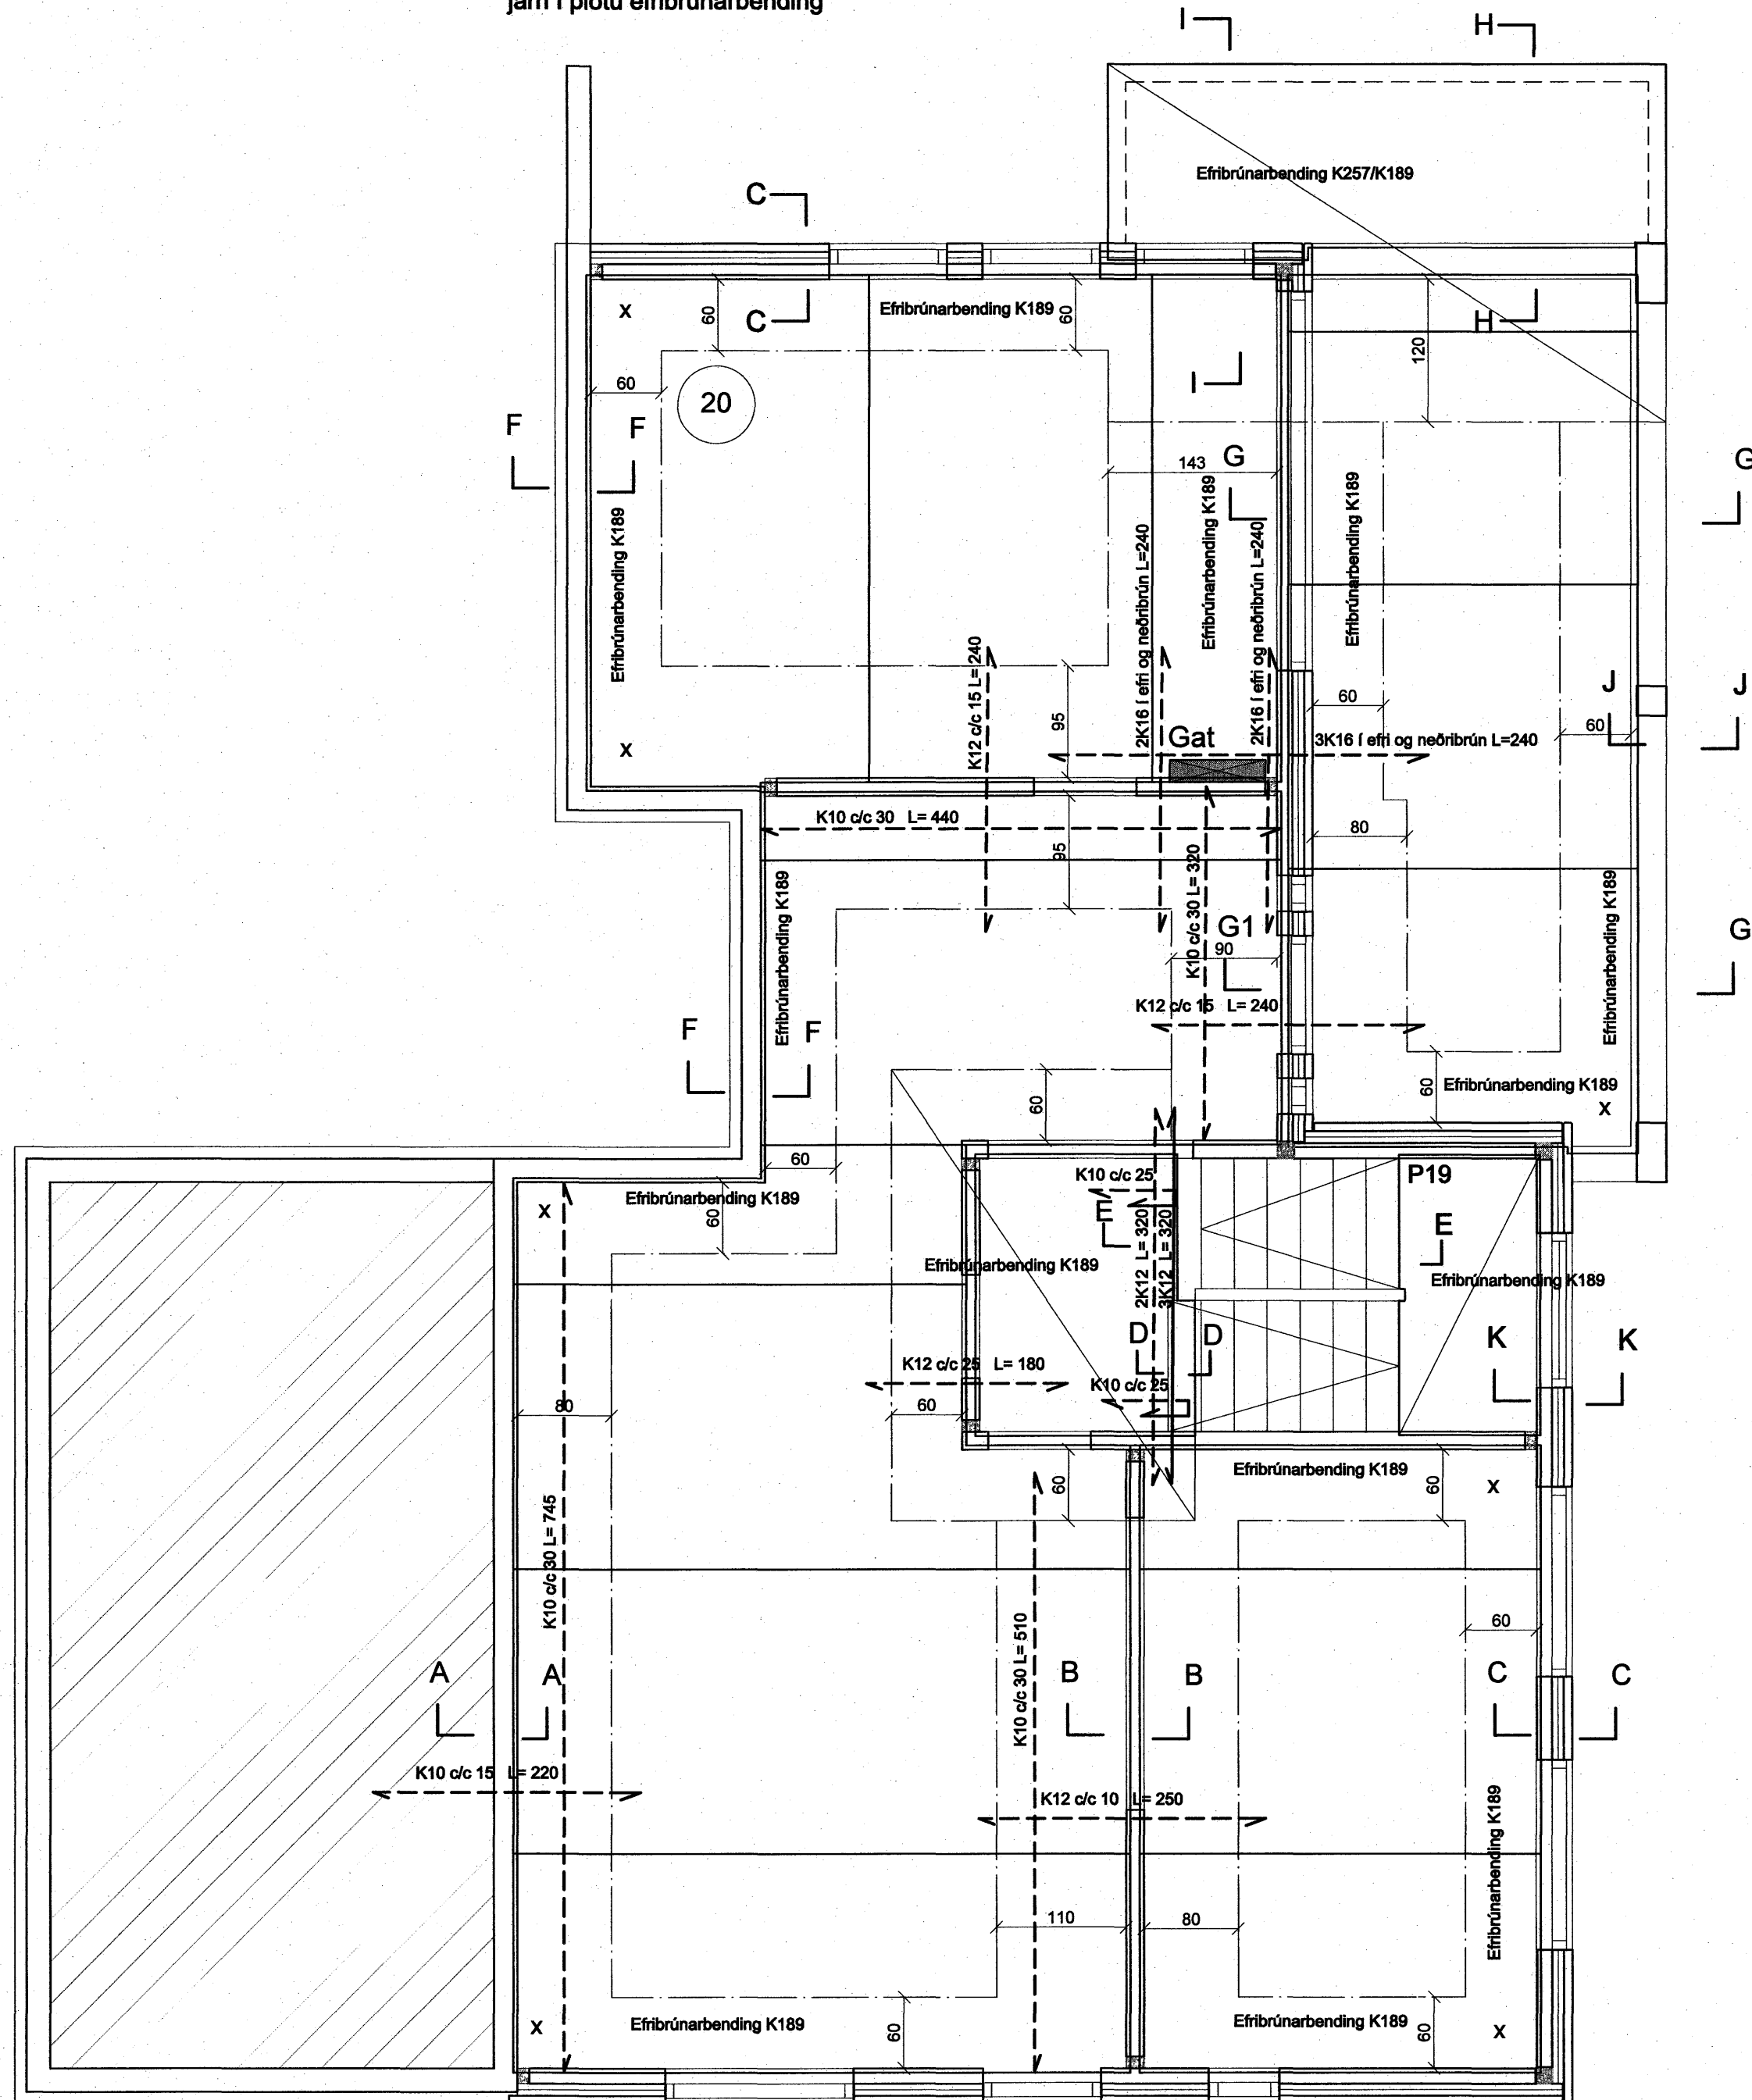 járn í plötu efribrúnarbending
I
H
Efribrúnarbending K257/K189
C
C
x
60
Efribrúnarbending K189
60
H
120
I
60
20
F
F
143
G
G
Efribrúnarbending K189
Efribrúnarbending K189
Efribrúnarbending K189
2K16 í efri og neðribrún L=240
2K16 í efri og neðribrún L=240
K12 c/c 15 L= 240
95
x
Gat
60
J
J
60
3K16 í efri og neðribrún L=240
K10 c/c 30 L= 440
80
95
K10 c/c 30 L= 320
Efribrúnarbending K189
Efribrúnarbending K189
G1
G
90
K12 c/c 15 L= 240
F
F
60
60
Efribrúnarbending K189
x
60
K10 c/c 25
P19
Efribrúnarbending K189
x
60
E
E
2K12 L= 320
3K12 L= 320
Efribrúnarbending K189
Efribrúnarbending K189
D
D
K
K
K12 c/c 25 L= 180
K10 c/c 25
80
60
Efribrúnarbending K189
60
60
x
K10 c/c 30 L= 745
K10 c/c 30 L= 510
60
A
A
B
B
C
C
K10 c/c 15 L= 220
K12 c/c 10 L= 250
Efribrúnarbending K189
110
80
x
Efribrúnarbending K189
60
Efribrúnarbending K189
60
x